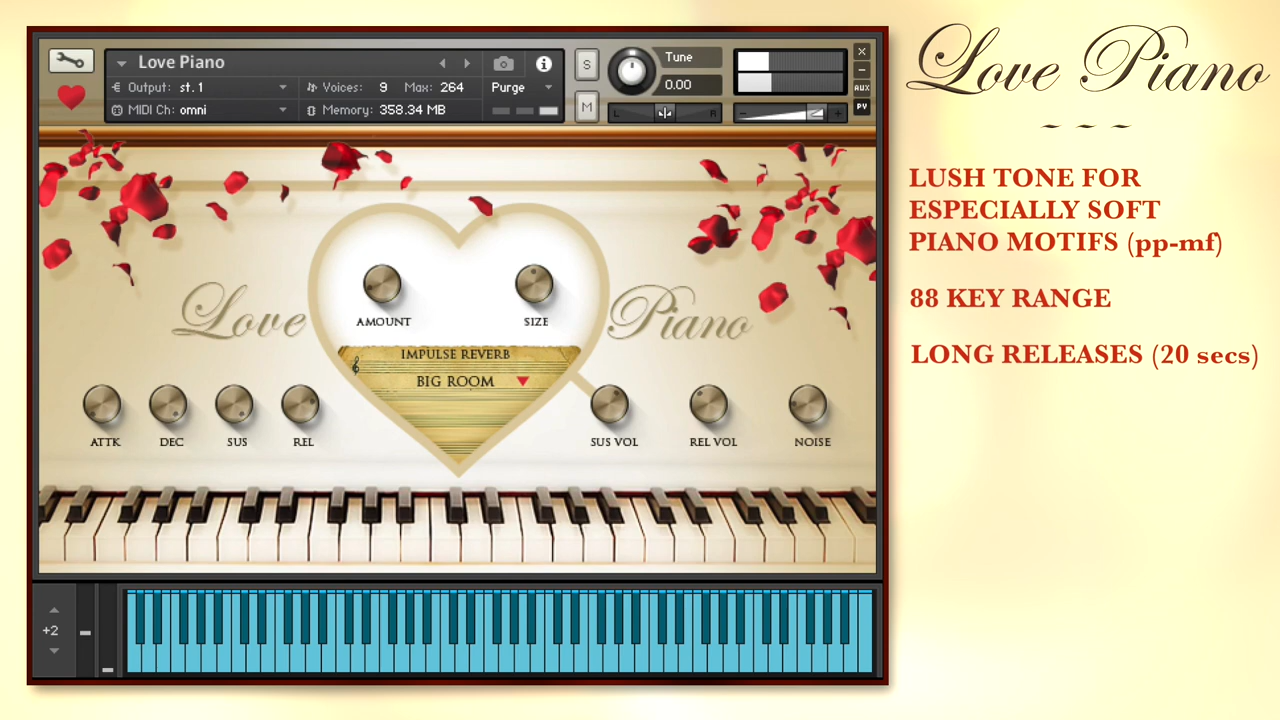 Love Piano
Output: st. 1
Voices: 9 Max: 264
Purge
MIDI Ch: omni
Memory: 358.34 MB
S
M
Tune
0.00
L
R
- +
×
–
AUX
PV
Love Piano
AMOUNT
SIZE
IMPULSE REVERB
BIG ROOM
ATTK
DEC
SUS
REL
SUS VOL
REL VOL
NOISE
+2
Love Piano
~ ~ ~
LUSH TONE FOR
ESPECIALLY SOFT
PIANO MOTIFS (pp-mf)
88 KEY RANGE
LONG RELEASES (20 secs)